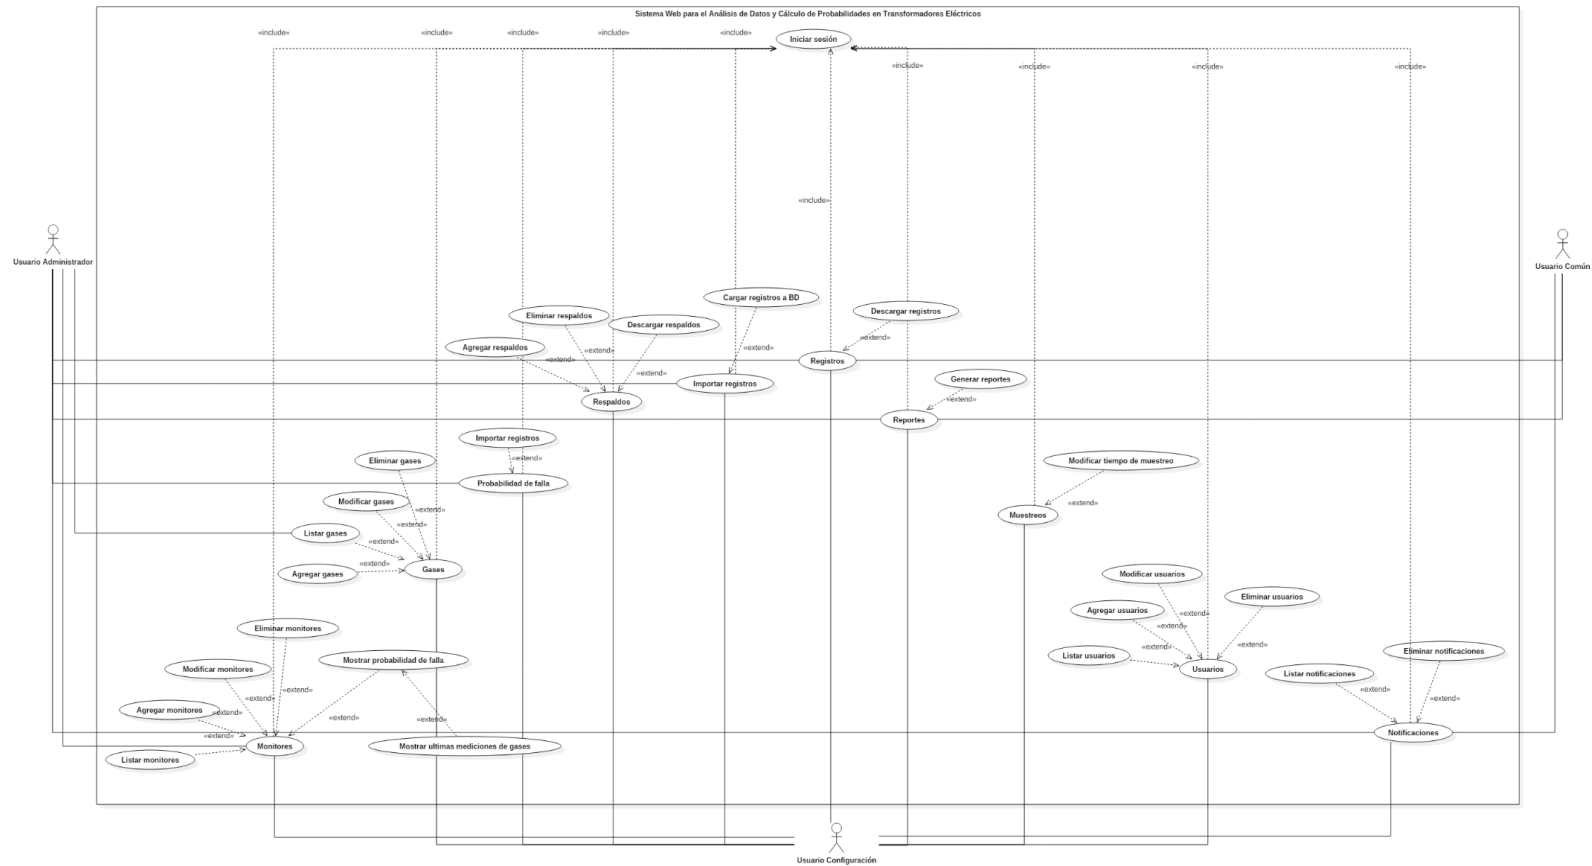 Sistema Web para el Análisis de Datos y Cálculo de Probabilidades en Transformadores Eléctricos
«include»
«include»
«include»
«include»
«include»
Iniciar sesión
«include»
«include»
«include»
«include»
«include»
Usuario Administrador
Usuario Común
Cargar registros a BD
Eliminar respaldos
Descargar respaldos
Descargar registros
Agregar respaldos
«extend»
«extend»
«extend»
«extend»
Registros
«extend»
Importar registros
Generar reportes
«extend»
Respaldos
Reportes
Importar registros
«extend»
Eliminar gases
Modificar tiempo de muestreo
Probabilidad de falla
Modificar gases
«extend»
«extend»
«extend»
Muestreos
Listar gases
«extend»
«extend»
Gases
Agregar gases
Modificar usuarios
Eliminar usuarios
Agregar usuarios
«extend»
«extend»
Eliminar monitores
«extend»
«extend»
Listar usuarios
Usuarios
Mostrar probabilidad de falla
Eliminar notificaciones
Modificar monitores
Listar notificaciones
«extend»
«extend»
«extend»
«extend»
Agregar monitores
«extend»
«extend»
«extend»
«extend»
Notificaciones
Monitores
Mostrar ultimas mediciones de gases
Listar monitores
Usuario Configuración